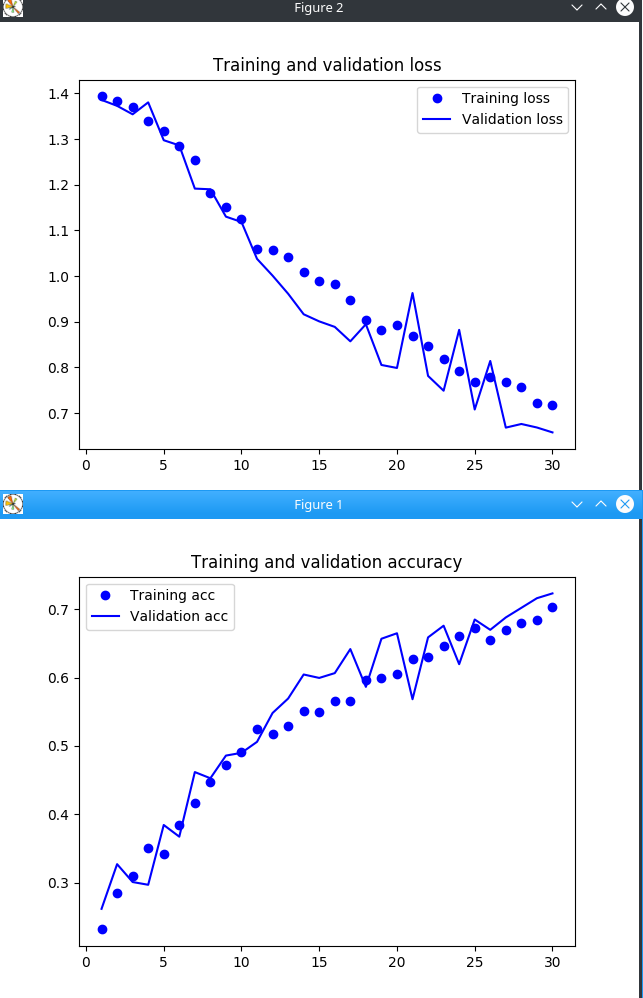 Figure 2
Training and validation loss
Training loss
Validation loss
1.4
1.3
1.2
1.1
1.0
0.9
0.8
0.7
0 5 10 15 20 25 30
Figure 1
Training and validation accuracy
Training acc
Validation acc
0.7
0.6
0.5
0.4
0.3
0 5 10 15 20 25 30